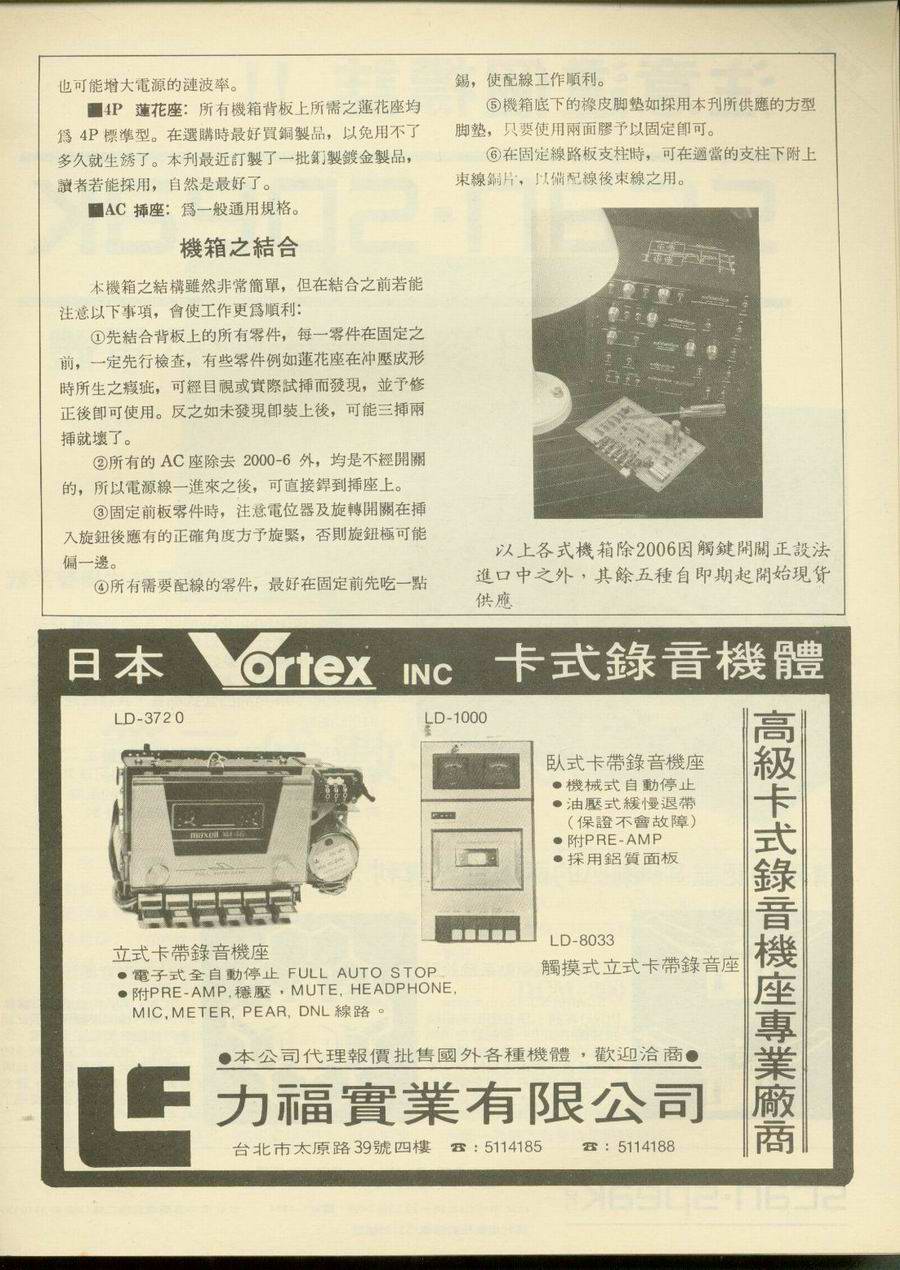 也可能增大電源的漣波率。
■4P 蓮花座：所有機箱背板上所需之蓮花座均
爲 4P 標準型。在選購時最好買銅製品，以免用不了
多久就生銹了。本刊最近訂製了一批銅製鍍金製品，
讀者若能採用，自然是最好了。
■AC 插座：爲一般通用規格。
機箱之結合
本機箱之結構雖然非常簡單，但在結合之前若能
注意以下事項，會使工作更爲順利：
①先結合背板上的所有零件，每一零件在固定之
前，一定先行檢查，有些零件例如蓮花座在冲壓成形
時所生之瑕疵，可經目視或實際試插而發現，並予修
正後卽可使用。反之如未發現卽裝上後，可能三插兩
插就壞了。
②所有的 AC 座除去 2000-6 外，均是不經開關
的，所以電源線一進來之後，可直接銲到插座上。
③固定前板零件時，注意電位器及旋轉開關在插
入旋鈕後應有的正確角度方予旋緊，否則旋鈕極可能
偏一邊。
④所有需要配線的零件，最好在固定前先吃一點
錫，使配線工作順利。
⑤機箱底下的橡皮脚墊如採用本刊所供應的方型
脚墊，只要使用兩面膠予以固定卽可。
⑥在固定線路板支柱時，可在適當的支柱下附上
束線銅片，以備配線後束線之用。
以上各式機箱除2006因觸鍵開關正設法
進口中之外，其餘五種自即期起開始現貨
供應
日本 Vortex INC 卡式錄音機體
LD-3720
maxell
立式卡帶錄音機座
●電子式全自動停止 FULL AUTO STOP
●附PRE-AMP,穩壓，MUTE, HEADPHONE,
MIC,METER, PEAR, DNL線路。
LD-1000
臥式卡帶錄音機座
●機械式自動停止
●油壓式緩慢退帶
（保證不會故障）
●附PRE-AMP
●採用鋁質面板
LD-8033
觸摸式立式卡帶錄音座
高級卡式錄音機座專業廠商
●本公司代理報價批售國外各種機體，歡迎洽商●
LF
力福實業有限公司
台北市太原路39號四樓 ☎：5114185 ☎：5114188